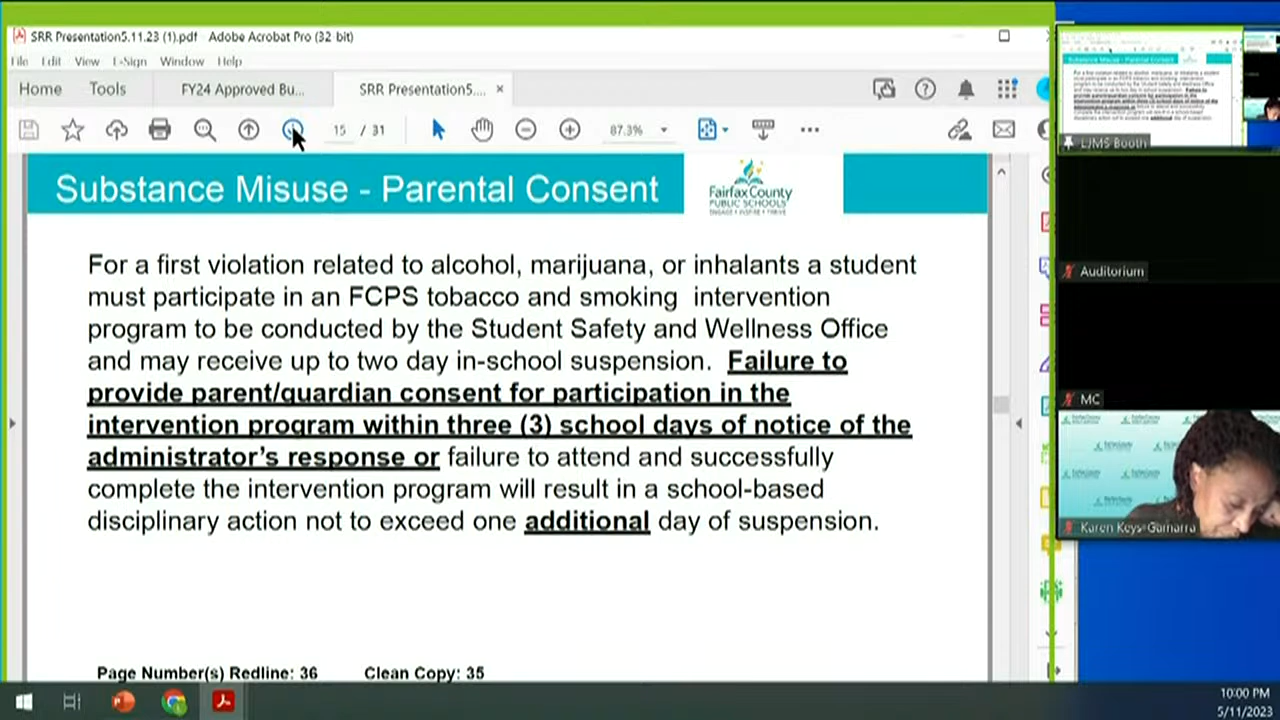 SRR Presentation5.11.23 (1).pdf - Adobe Acrobat Pro (32 bit)
File Edit View E-Sign Window Help
Home Tools FY24 Approved Bu... SRR Presentation5... ×
15 / 31 87.3%
Substance Misuse - Parental Consent
Fairfax County
PUBLIC SCHOOLS
ENGAGE • INSPIRE • THRIVE
For a first violation related to alcohol, marijuana, or inhalants a student
must participate in an FCPS tobacco and smoking intervention
program to be conducted by the Student Safety and Wellness Office
and may receive up to two day in-school suspension. Failure to
provide parent/guardian consent for participation in the
intervention program within three (3) school days of notice of the
administrator's response or failure to attend and successfully
complete the intervention program will result in a school-based
disciplinary action not to exceed one additional day of suspension.
Page Number(s) Redline: 36 Clean Copy: 35
Substance Misuse - Parental Consent
LJMS Booth
Auditorium
MC
Karen Keys-Gamarra
10:00 PM
5/11/2023